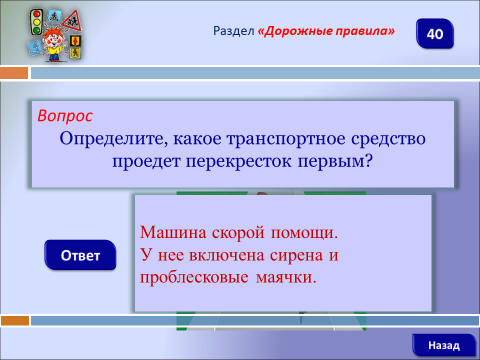 Раздел «Дорожные правила»
40
Вопрос
Определите, какое транспортное средство
проедет перекресток первым?
Машина скорой помощи.
У нее включена сирена и
проблесковые маячки.
Ответ
Назад